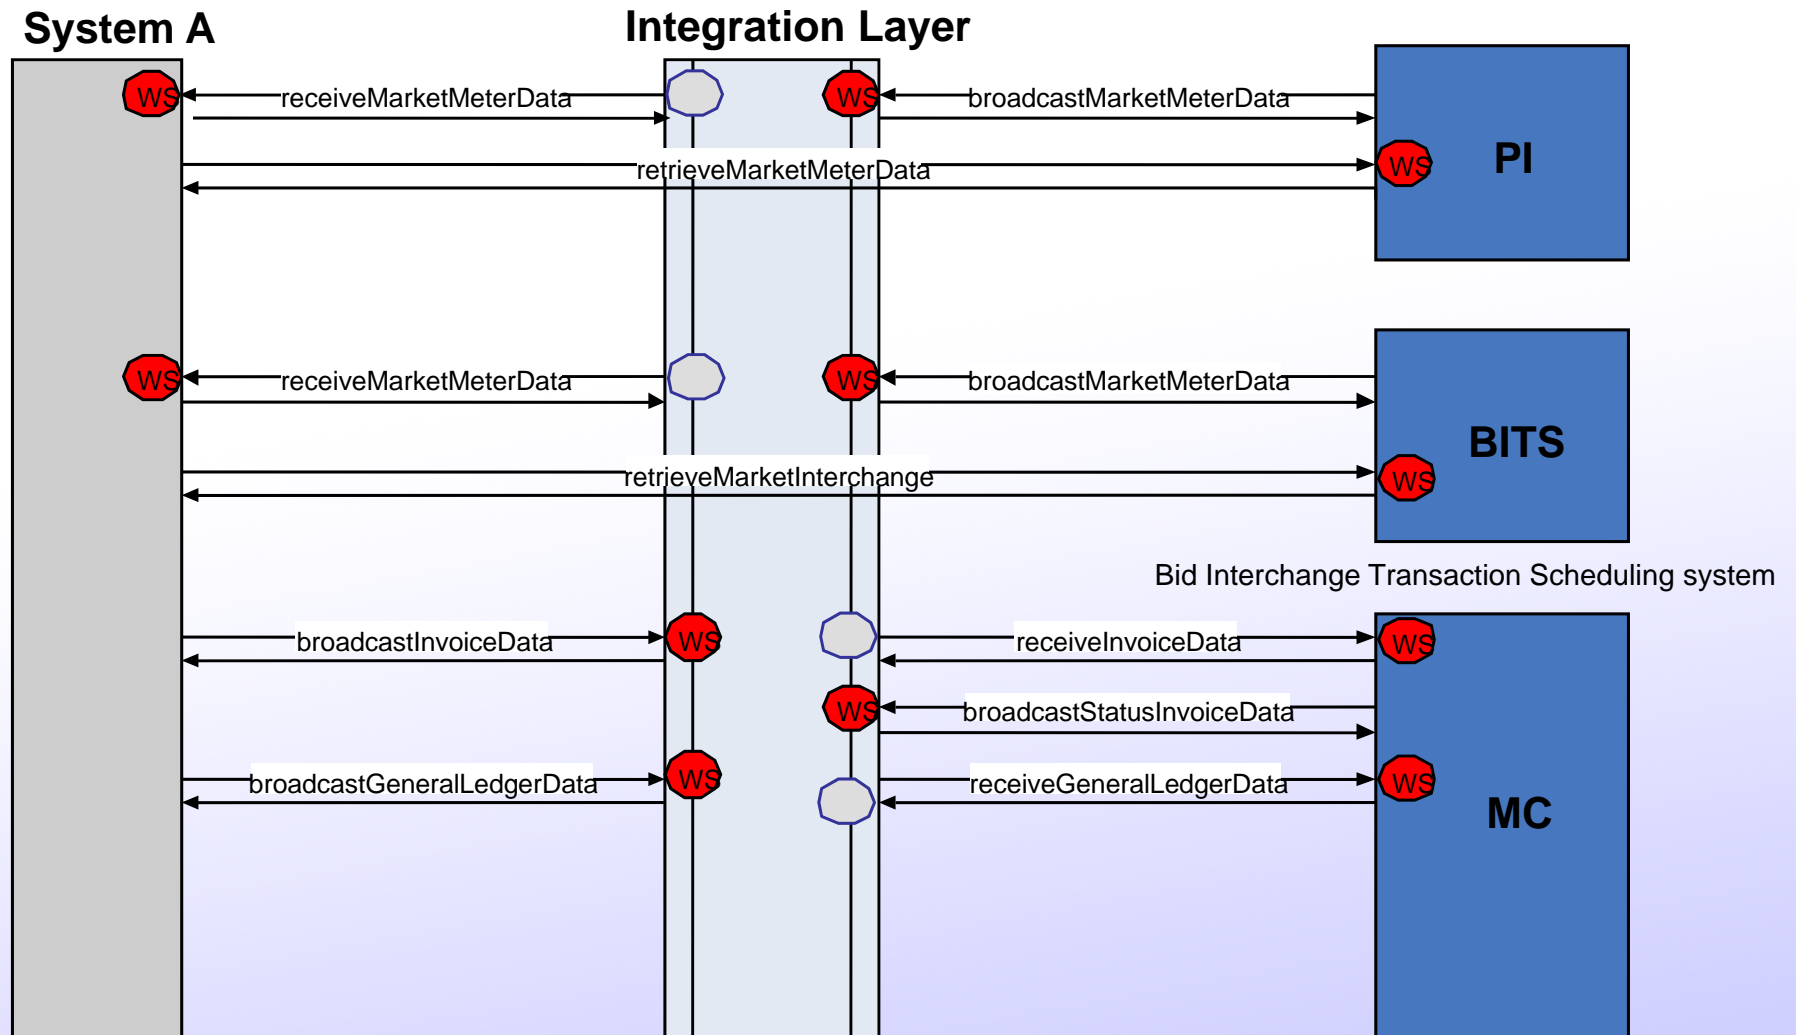 System A
Integration Layer
WS receiveMarketMeterData WS broadcastMarketMeterData
retrieveMarketMeterData WS PI
WS receiveMarketMeterData WS broadcastMarketMeterData
BITS
retrieveMarketInterchange WS
Bid Interchange Transaction Scheduling system
broadcastInvoiceData WS receiveInvoiceData WS
WS broadcastStatusInvoiceData
broadcastGeneralLedgerData WS receiveGeneralLedgerData WS
MC